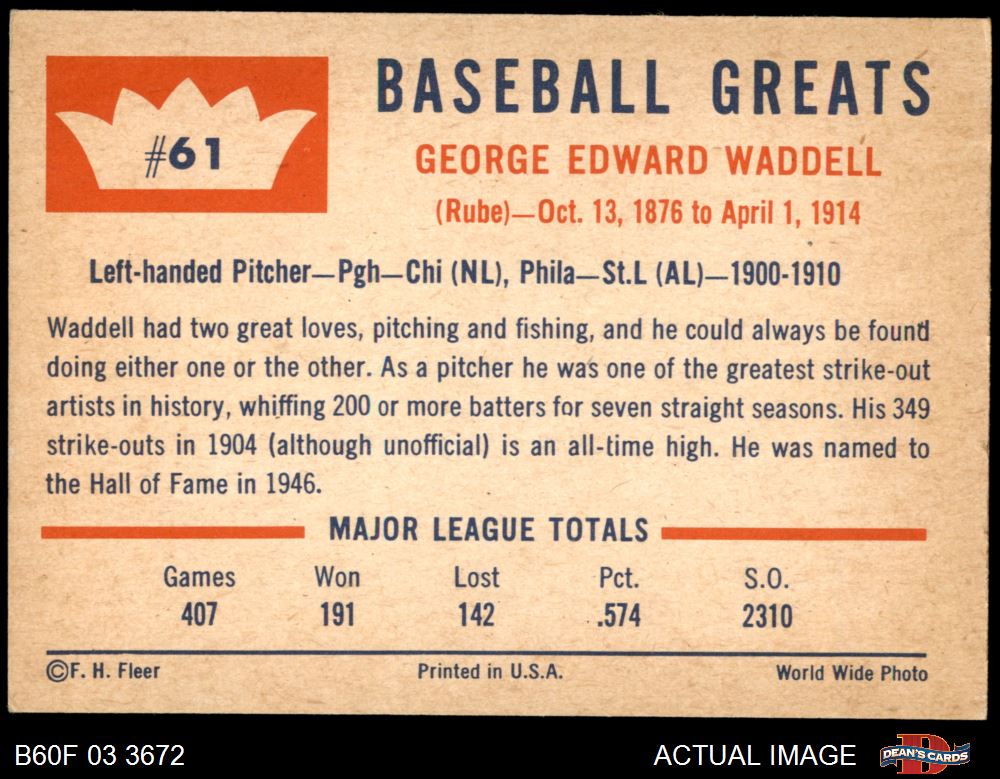 #61
BASEBALL GREATS
GEORGE EDWARD WADDELL
(Rube)—Oct. 13, 1876 to April 1, 1914
Left-handed Pitcher—Pgh—Chi (NL), Phila—St.L (AL)—1900-1910
Waddell had two great loves, pitching and fishing, and he could always be found
doing either one or the other. As a pitcher he was one of the greatest strike-out
artists in history, whiffing 200 or more batters for seven straight seasons. His 349
strike-outs in 1904 (although unofficial) is an all-time high. He was named to
the Hall of Fame in 1946.
MAJOR LEAGUE TOTALS
Games Won Lost Pct. S.O.
407 191 142 .574 2310
©F. H. Fleer Printed in U.S.A. World Wide Photo
B60F 03 3672 ACTUAL IMAGE DEAN'S CARDS